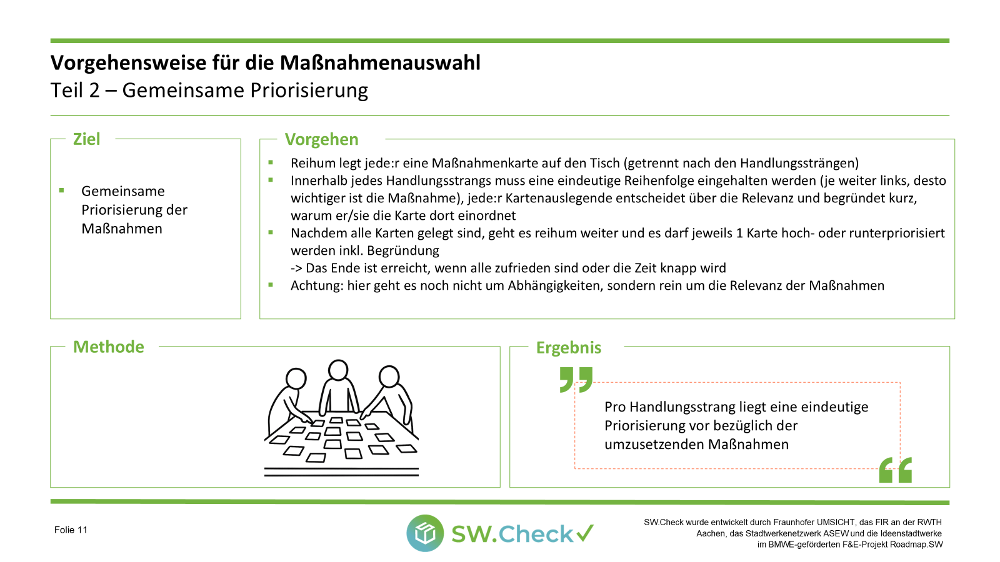 Vorgehensweise für die Maßnahmenauswahl
Teil 2 – Gemeinsame Priorisierung
Ziel
▪ Gemeinsame
Priorisierung der
Maßnahmen
Vorgehen
▪ Reihum legt jede:r eine Maßnahmenkarte auf den Tisch (getrennt nach den Handlungssträngen)
▪ Innerhalb jedes Handlungsstrangs muss eine eindeutige Reihenfolge eingehalten werden (je weiter links, desto
wichtiger ist die Maßnahme), jede:r Kartenauslegende entscheidet über die Relevanz und begründet kurz,
warum er/sie die Karte dort einordnet
▪ Nachdem alle Karten gelegt sind, geht es reihum weiter und es darf jeweils 1 Karte hoch- oder runterpriorisiert
werden inkl. Begründung
-> Das Ende ist erreicht, wenn alle zufrieden sind oder die Zeit knapp wird
▪ Achtung: hier geht es noch nicht um Abhängigkeiten, sondern rein um die Relevanz der Maßnahmen
Methode
Ergebnis
Pro Handlungsstrang liegt eine eindeutige
Priorisierung vor bezüglich der
umzusetzenden Maßnahmen
Folie 11
SW.Check
SW.Check wurde entwickelt durch Fraunhofer UMSICHT, das FIR an der RWTH
Aachen, das Stadtwerkenetzwerk ASEW und die Ideenstadtwerke
im BMWE-geförderten F&E-Projekt Roadmap.SW